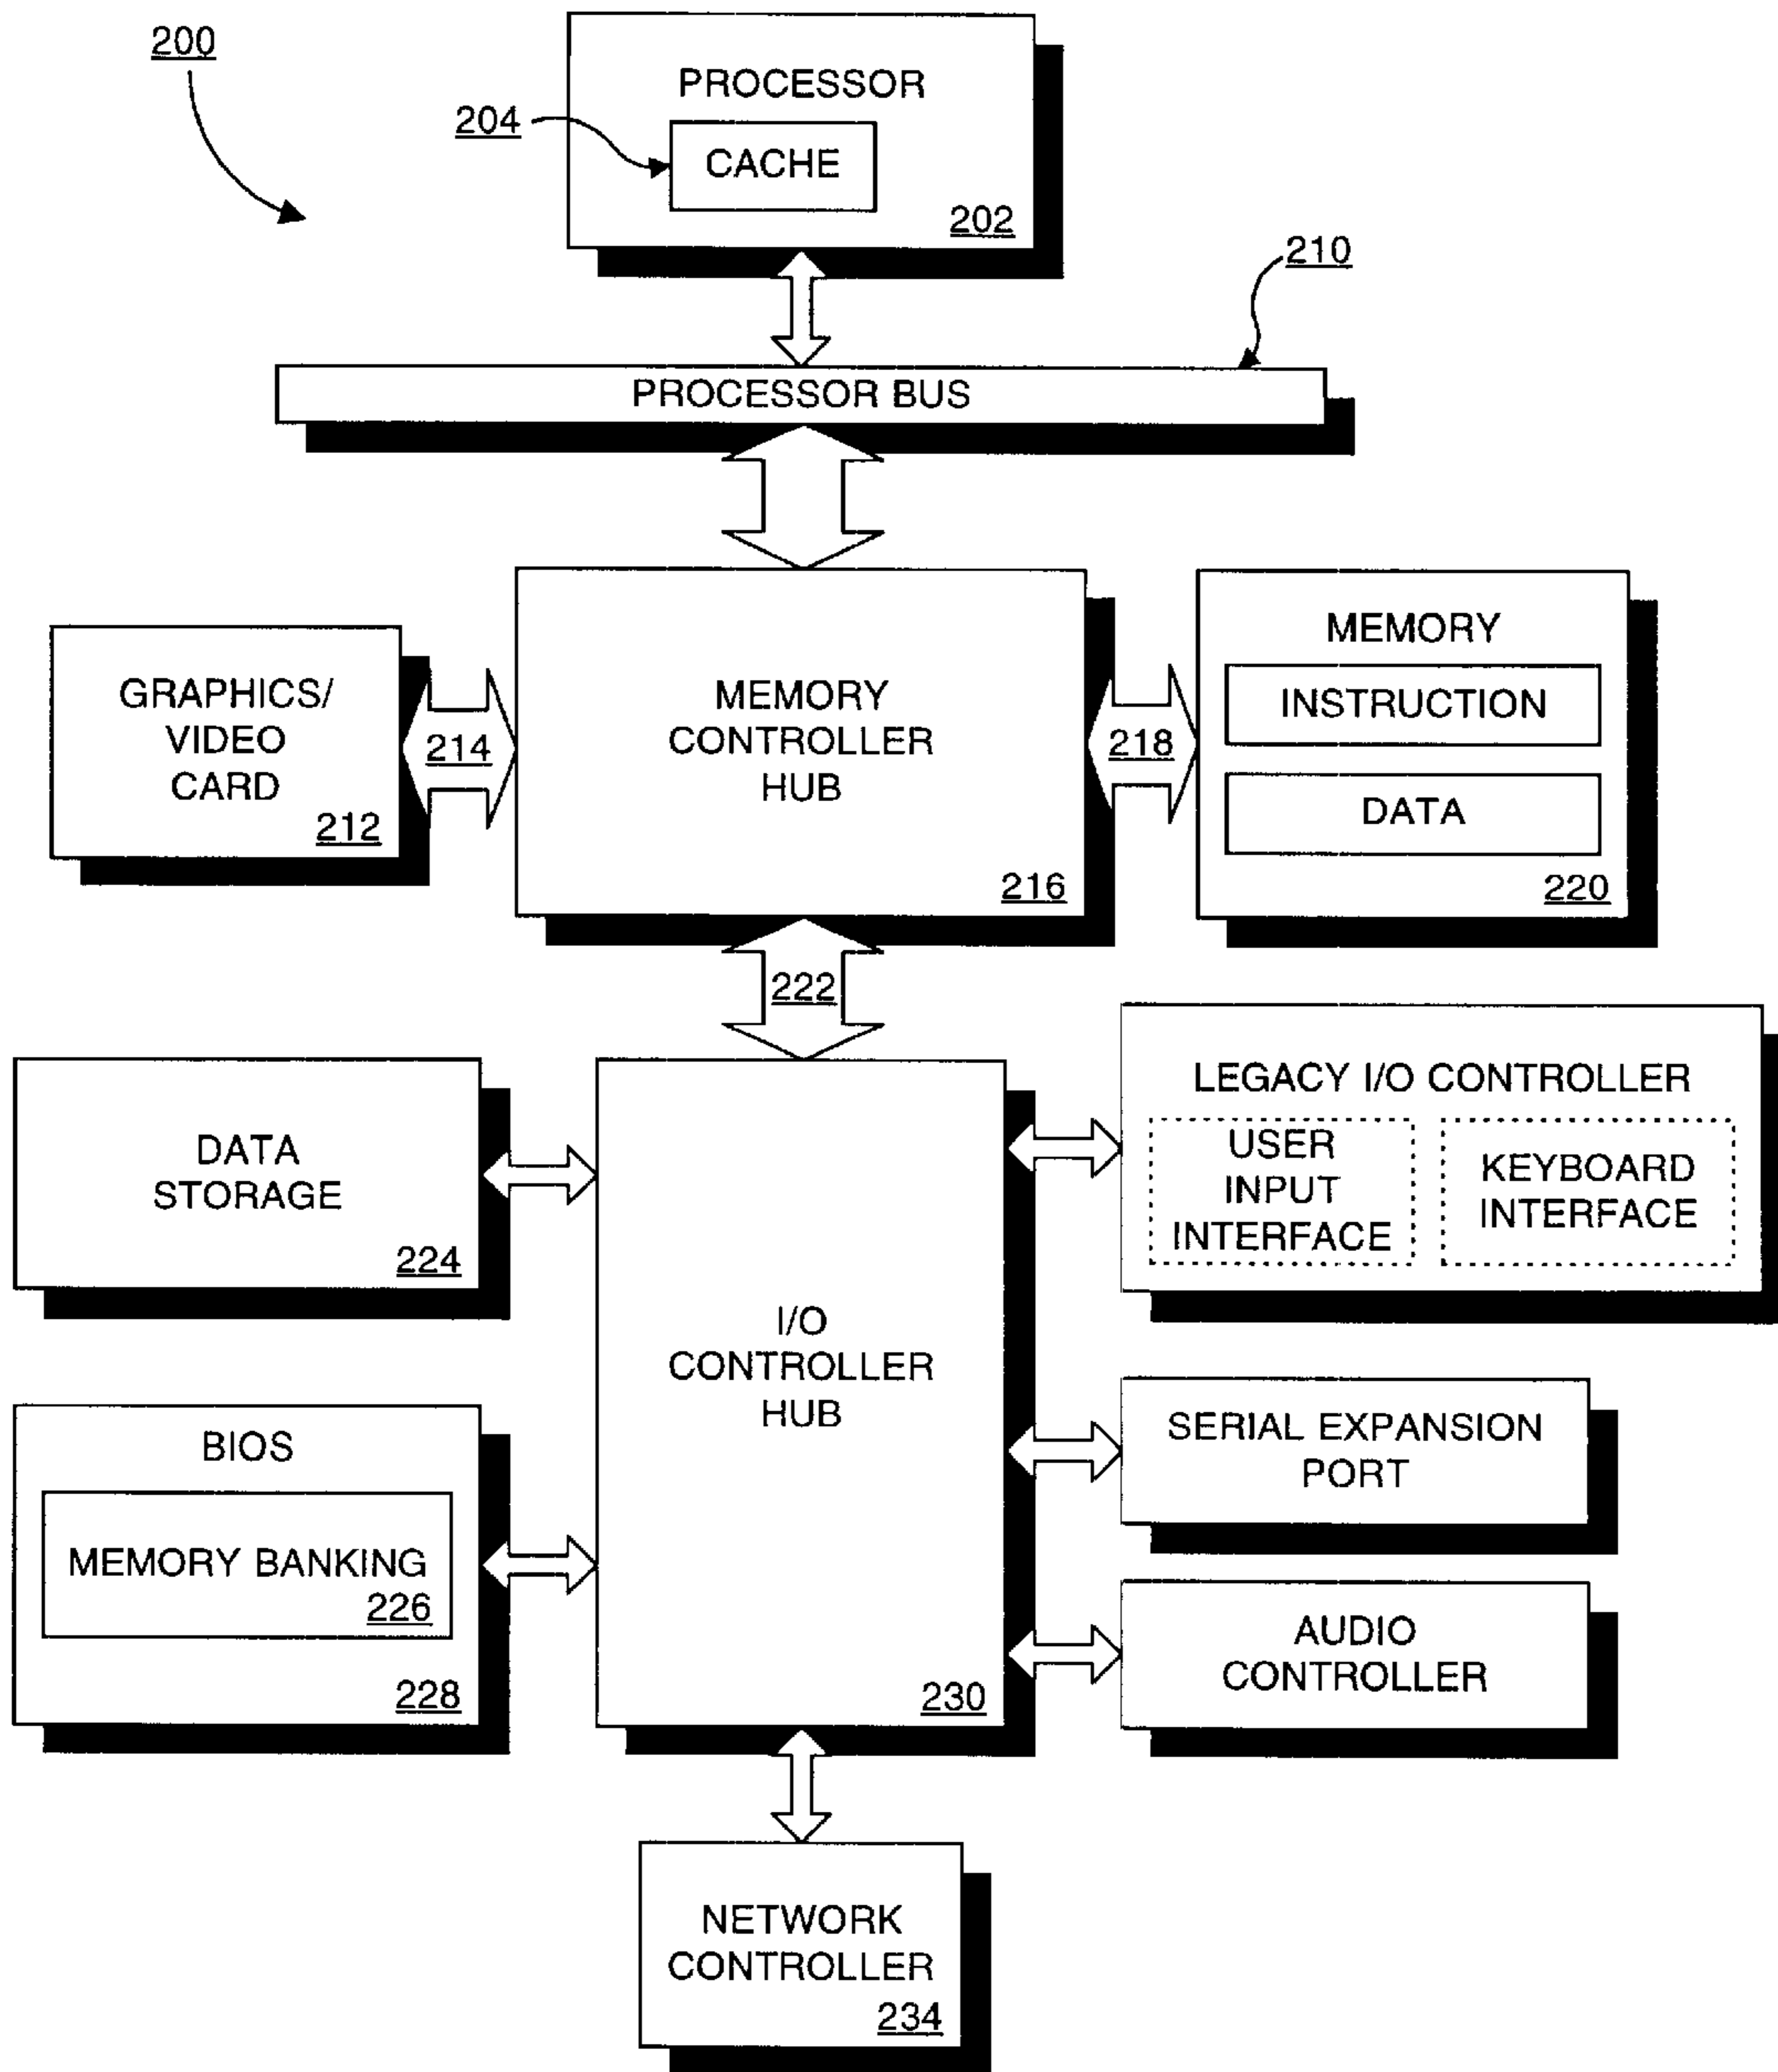 200
PROCESSOR
204
CACHE
202
210
PROCESSOR BUS
GRAPHICS/
VIDEO
CARD
212
214
MEMORY
CONTROLLER
HUB
216
218
MEMORY
INSTRUCTION
DATA
220
222
DATA
STORAGE
224
LEGACY I/O CONTROLLER
USER
INPUT
INTERFACE
KEYBOARD
INTERFACE
I/O
CONTROLLER
HUB
230
BIOS
MEMORY BANKING
226
228
SERIAL EXPANSION
PORT
AUDIO
CONTROLLER
NETWORK
CONTROLLER
234